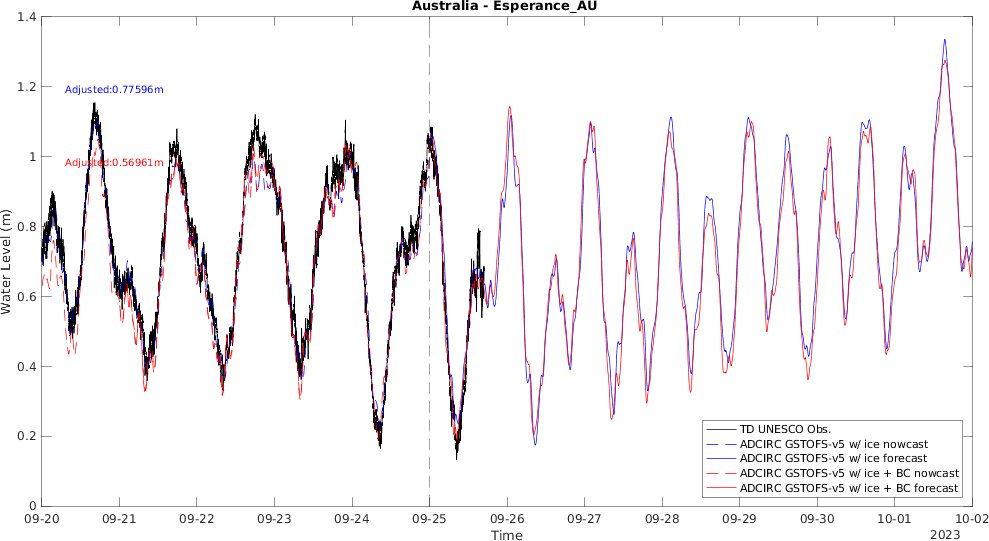 Australia - Esperance_AU
1.4
1.2
1
0.8
0.6
0.4
0.2
0
Water Level (m)
Adjusted:0.77596m
Adjusted:0.56961m
TD UNESCO Obs.
ADCIRC GSTOFS-v5 w/ ice nowcast
ADCIRC GSTOFS-v5 w/ ice forecast
ADCIRC GSTOFS-v5 w/ ice + BC nowcast
ADCIRC GSTOFS-v5 w/ ice + BC forecast
09-20 09-21 09-22 09-23 09-24 09-25 09-26 09-27 09-28 09-29 09-30 10-01 10-02
Time
2023